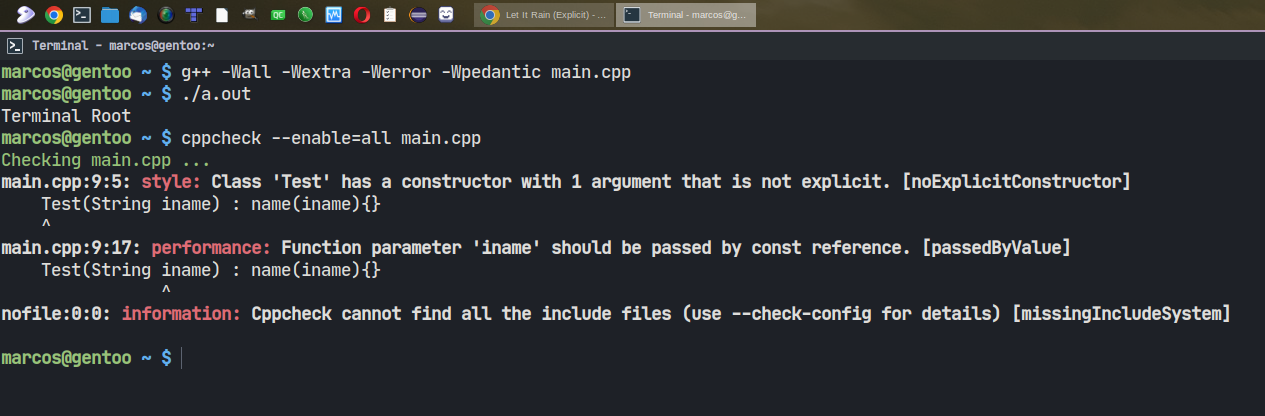 Let It Rain (Explicit) - ...
Terminal - marcos@g...
Terminal - marcos@gentoo:~
marcos@gentoo ~ $ g++ -Wall -Wextra -Werror -Wpedantic main.cpp
marcos@gentoo ~ $ ./a.out
Terminal Root
marcos@gentoo ~ $ cppcheck --enable=all main.cpp
Checking main.cpp ...
main.cpp:9:5: style: Class 'Test' has a constructor with 1 argument that is not explicit. [noExplicitConstructor]
    Test(String iname) : name(iname){}
    ^
main.cpp:9:17: performance: Function parameter 'iname' should be passed by const reference. [passedByValue]
    Test(String iname) : name(iname){}
                ^
nofile:0:0: information: Cppcheck cannot find all the include files (use --check-config for details) [missingIncludeSystem]
marcos@gentoo ~ $